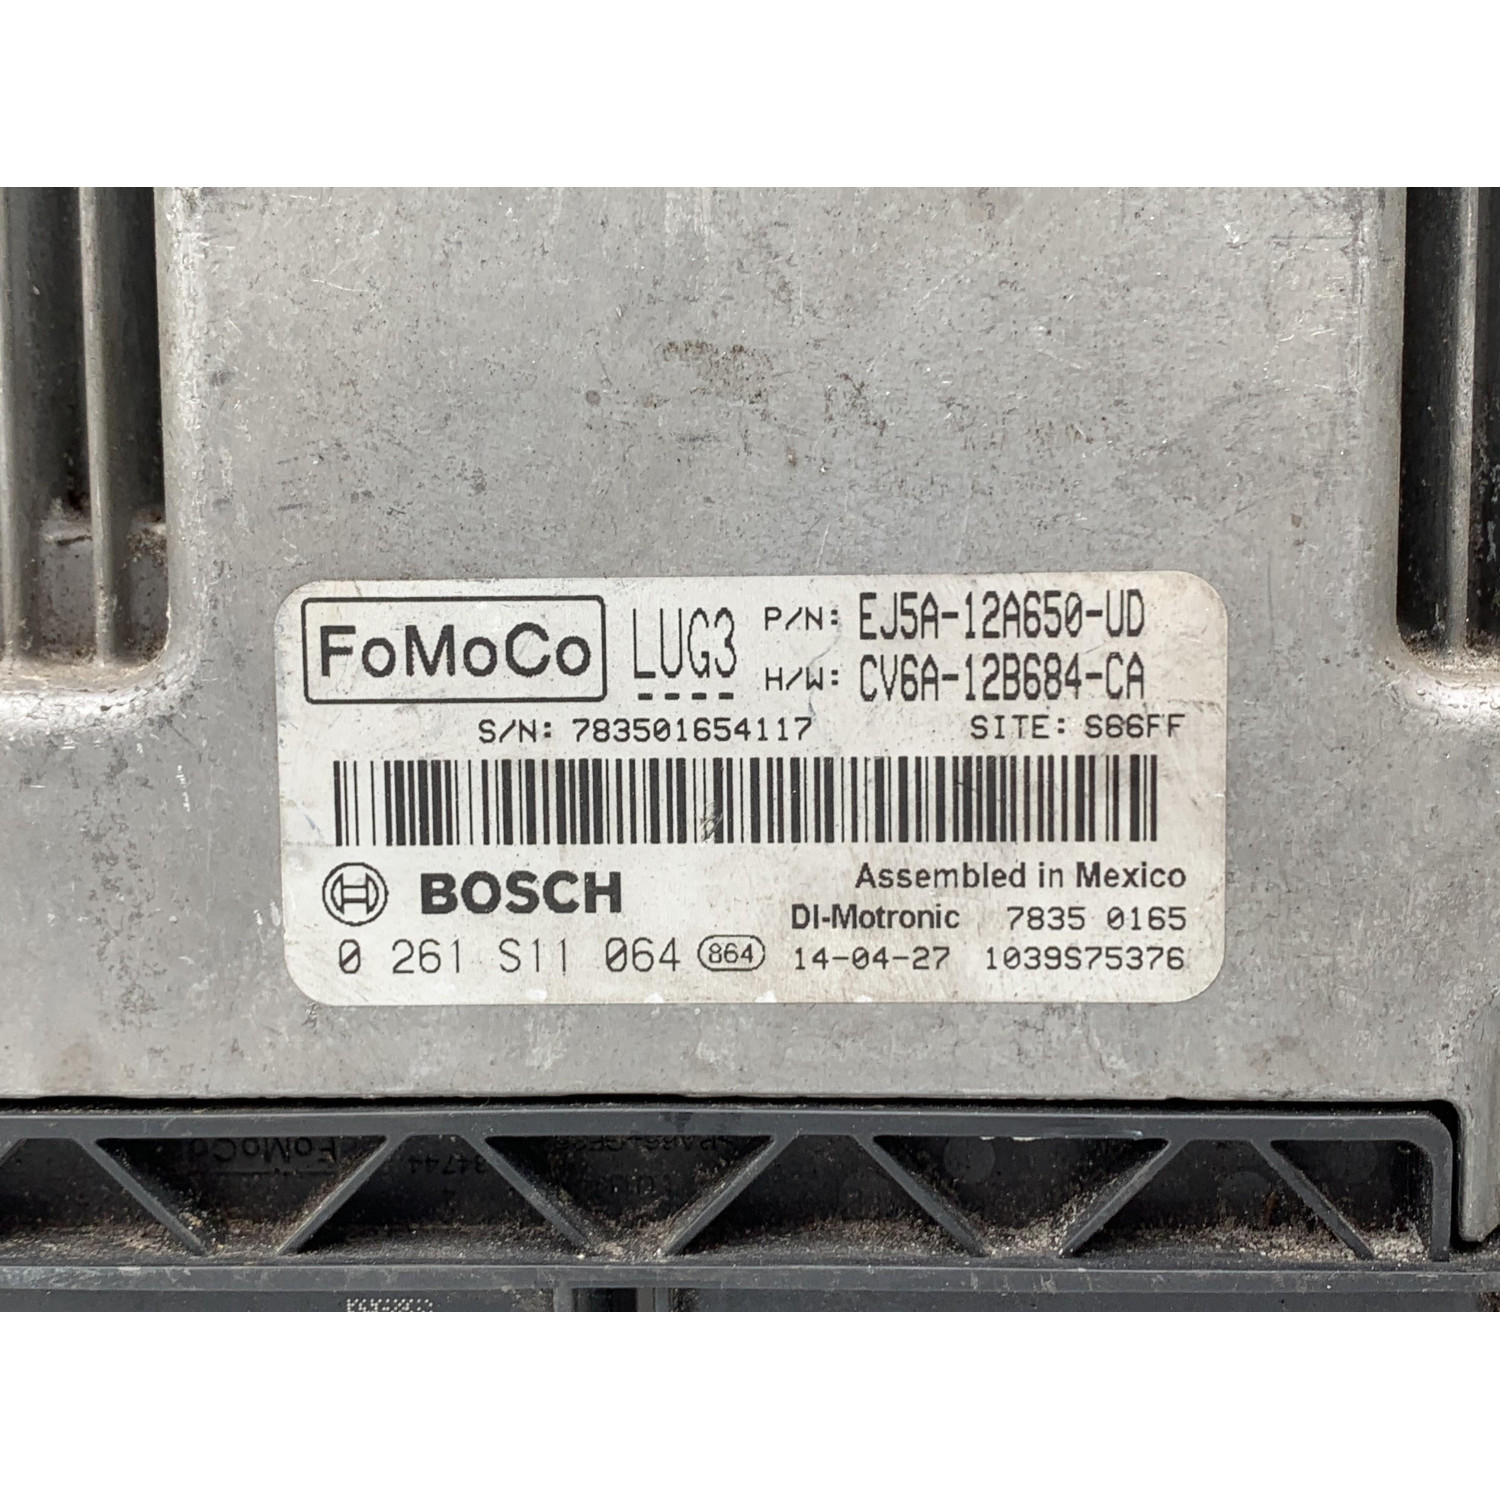 FoMoCo LUG3 P/N: EJ5A-12A650-UD
H/W: CV6A-12B684-CA
S/N: 783501654117 SITE: S66FF
BOSCH Assembled in Mexico
DI-Motronic 7835 0165
0 261 S11 064 864 14-04-27 1039S75376
FoMoCo